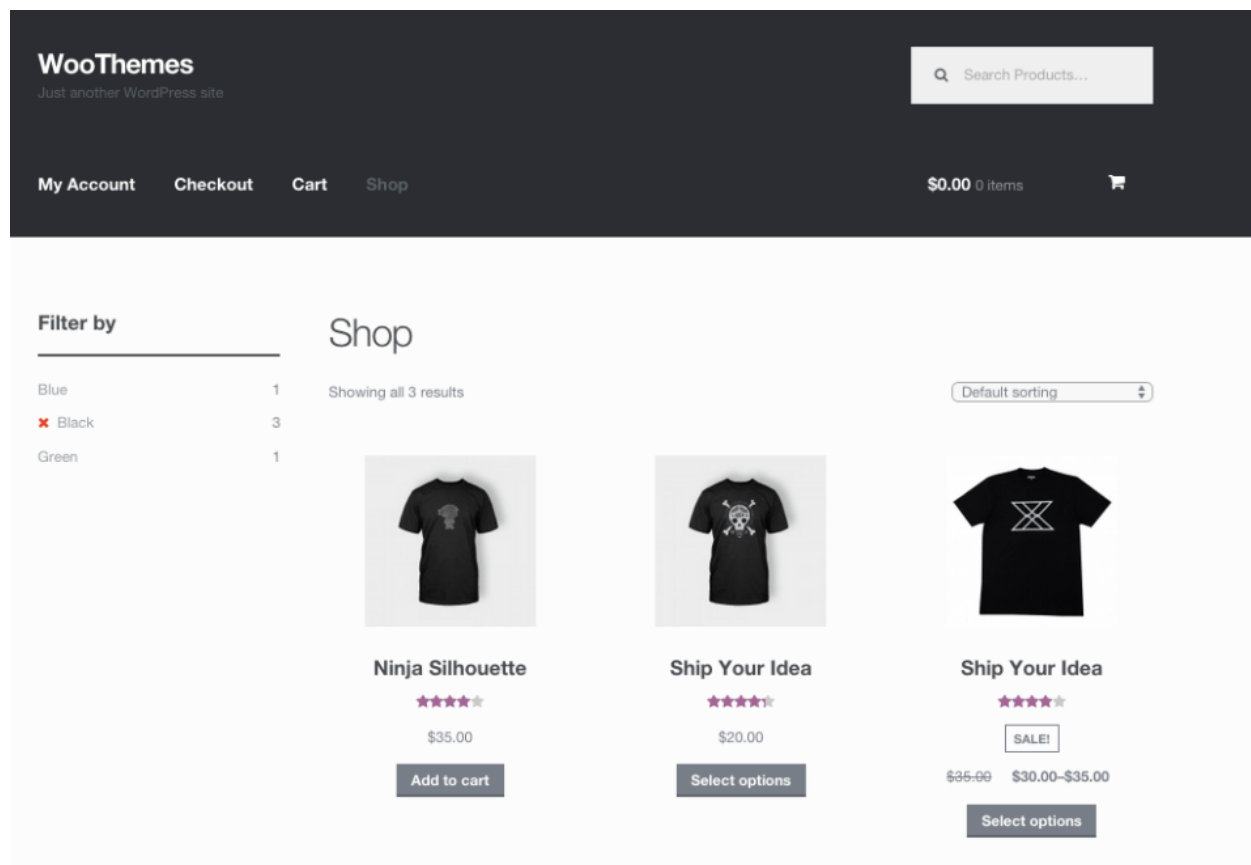 WooThemes
Just another WordPress site
Search Products...
My Account Checkout Cart Shop
$0.00 0 items
Filter by
Blue 1
✖ Black 3
Green 1
Shop
Showing all 3 results
Default sorting
Ninja Silhouette
$35.00
Add to cart
Ship Your Idea
$20.00
Select options
Ship Your Idea
SALE!
$35.00 $30.00–$35.00
Select options